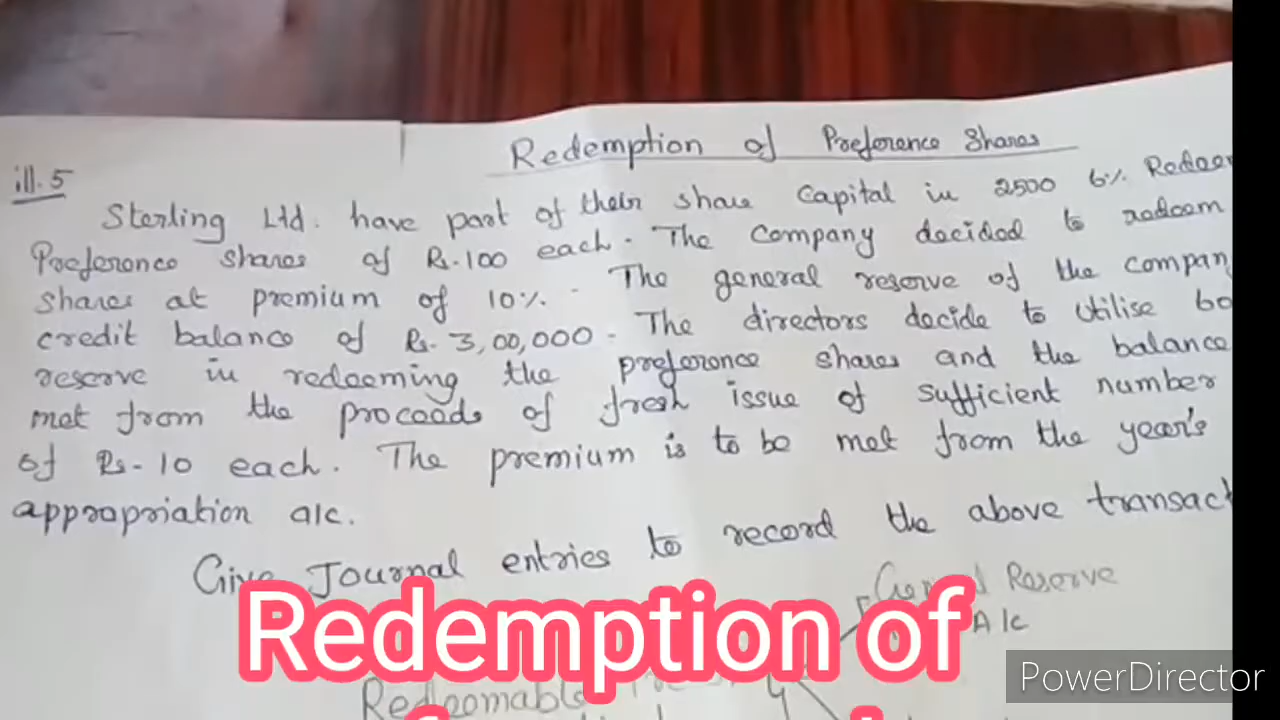 Redemption of Preference Shares
ill.5
Sterling Ltd. have part of their share capital in 2500 6% Redeem
Preference shares of Rs.100 each. The company decided to redeem
shares at premium of 10%. The general reserve of the compan
credit balance of Rs. 3,00,000. The directors decide to utilise 60
reserve in redeeming the preference shares and the balance
met from the proceeds of fresh issue of sufficient number
of Rs-10 each. The premium is to be met from the year's
appropriation a/c.
Give Journal entries to record the above transact
General Reserve
A/c
Redemption of
PowerDirector